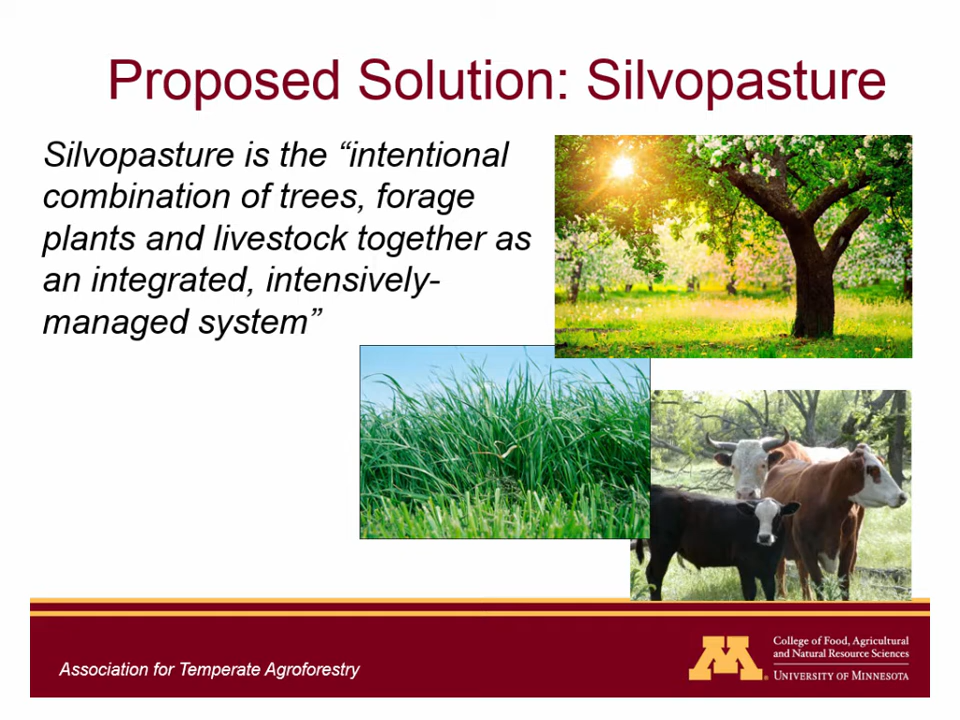 Proposed Solution: Silvopasture
Silvopasture is the “intentional
combination of trees, forage
plants and livestock together as
an integrated, intensively-
managed system”
Association for Temperate Agroforestry
M
College of Food, Agricultural
and Natural Resource Sciences
University of Minnesota